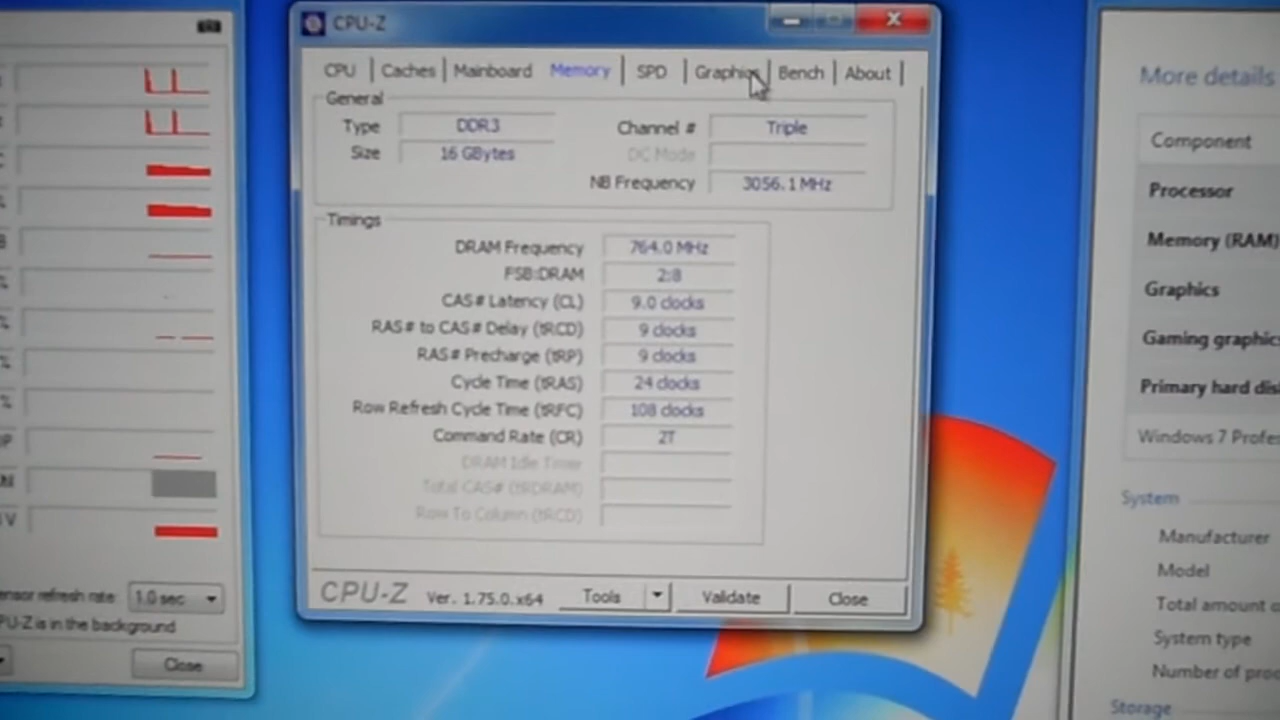 CPU-Z
CPU Caches Mainboard Memory SPD Graphics Bench About
General
Type DDR3 Channel # Triple
Size 16 GBytes DC Mode
NB Frequency 3056.1 MHz
Timings
DRAM Frequency 764.0 MHz
FSB:DRAM 2:8
CAS# Latency (CL) 9.0 clocks
RAS# to CAS# Delay (tRCD) 9 clocks
RAS# Precharge (tRP) 9 clocks
Cycle Time (tRAS) 24 clocks
Row Refresh Cycle Time (tRFC) 108 clocks
Command Rate (CR) 2T
DRAM Idle Timer
Total CAS# (tRDRAM)
Row To Column (tRCD)
CPU-Z Ver. 1.75.0.x64 Tools Validate Close
ensor refresh rate: 1.0 sec
PU-Z is in the background
Close
More details
Component
Processor
Memory (RAM)
Graphics
Gaming graphics
Primary hard dis
Windows 7 Profes
System
Manufacturer
Model
Total amount o
System type
Number of proc
Storage